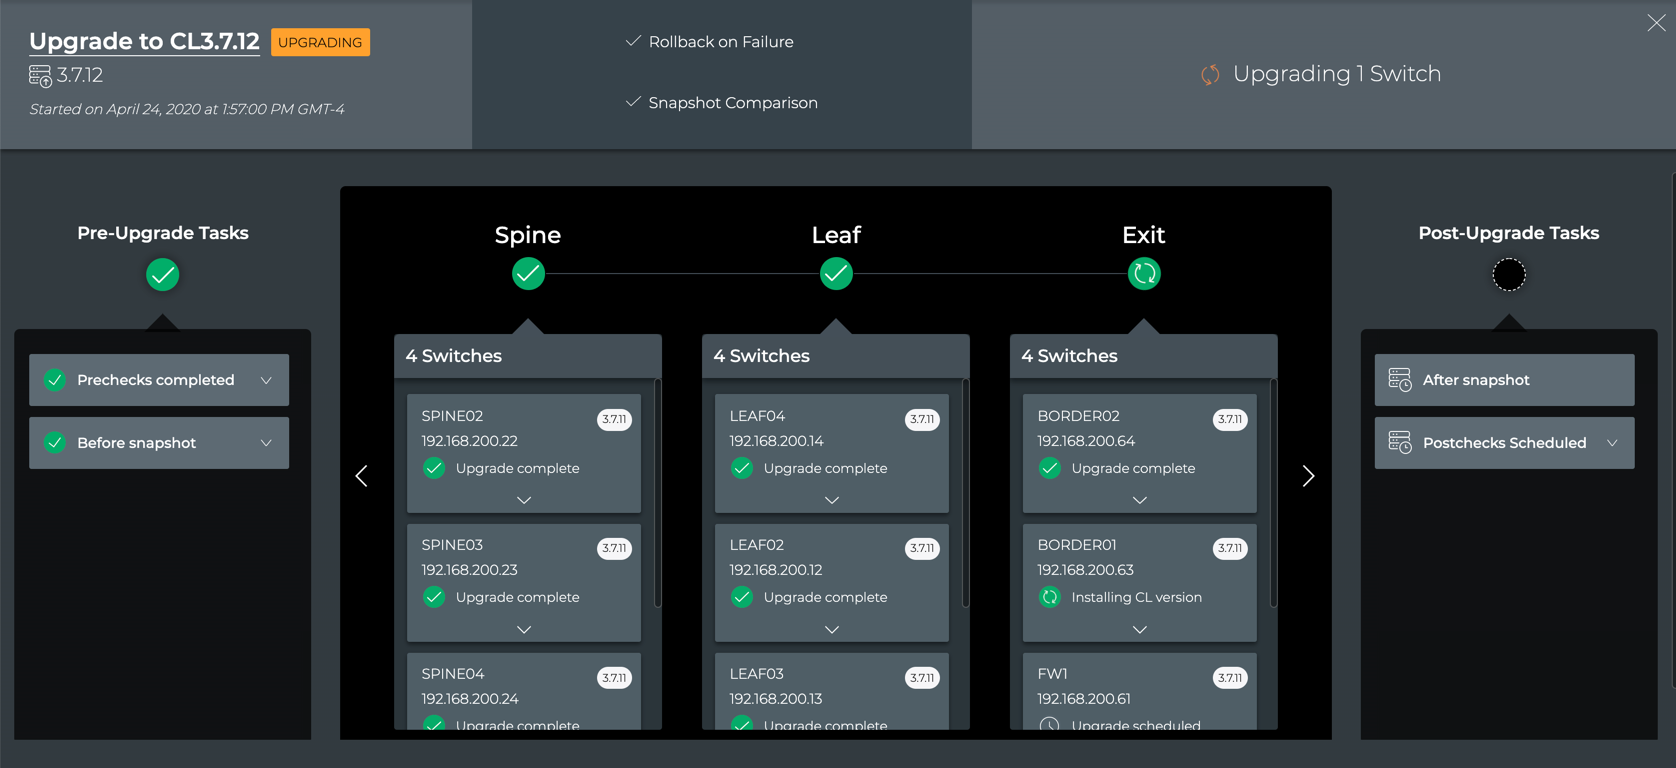 Upgrade to CL3.7.12
UPGRADING
3.7.12
Started on April 24, 2020 at 1:57:00 PM GMT-4
Rollback on Failure
Snapshot Comparison
Upgrading 1 Switch
Pre-Upgrade Tasks
Prechecks completed
Before snapshot
Spine
4 Switches
SPINE02
3.7.11
192.168.200.22
Upgrade complete
SPINE03
3.7.11
192.168.200.23
Upgrade complete
SPINE04
3.7.11
192.168.200.24
Upgrade complete
Leaf
4 Switches
LEAF04
3.7.11
192.168.200.14
Upgrade complete
LEAF02
3.7.11
192.168.200.12
Upgrade complete
LEAF03
3.7.11
192.168.200.13
Upgrade complete
Exit
4 Switches
BORDER02
3.7.11
192.168.200.64
Upgrade complete
BORDER01
3.7.11
192.168.200.63
Installing CL version
FW1
3.7.11
192.168.200.61
Upgrade scheduled
Post-Upgrade Tasks
After snapshot
Postchecks Scheduled